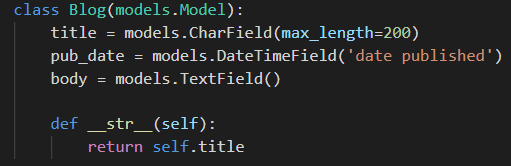 class Blog(models.Model):
    title = models.CharField(max_length=200)
    pub_date = models.DateTimeField('date published')
    body = models.TextField()

    def __str__(self):
        return self.title